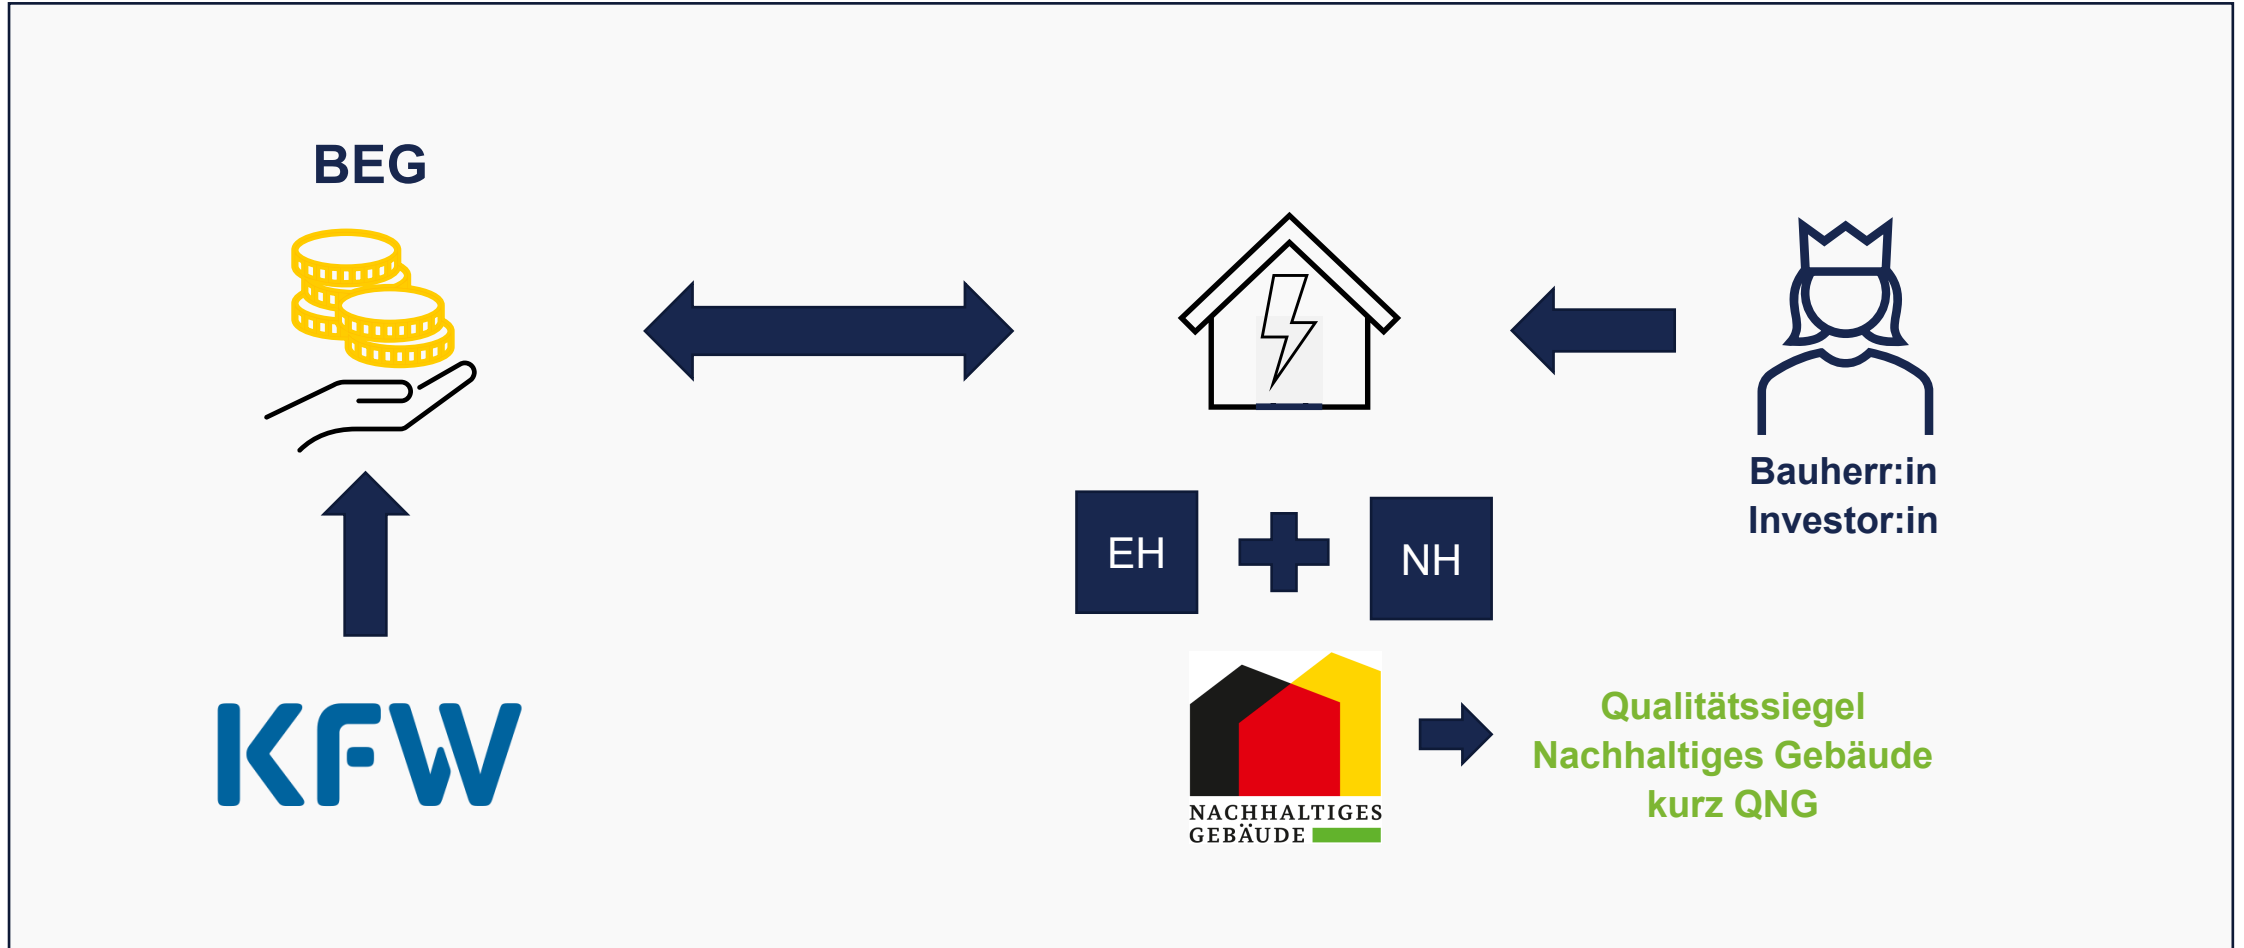 BEG
Bauherr:in
Investor:in
EH
NH
KFW
NACHHALTIGES
GEBÄUDE
Qualitätssiegel
Nachhaltiges Gebäude
kurz QNG